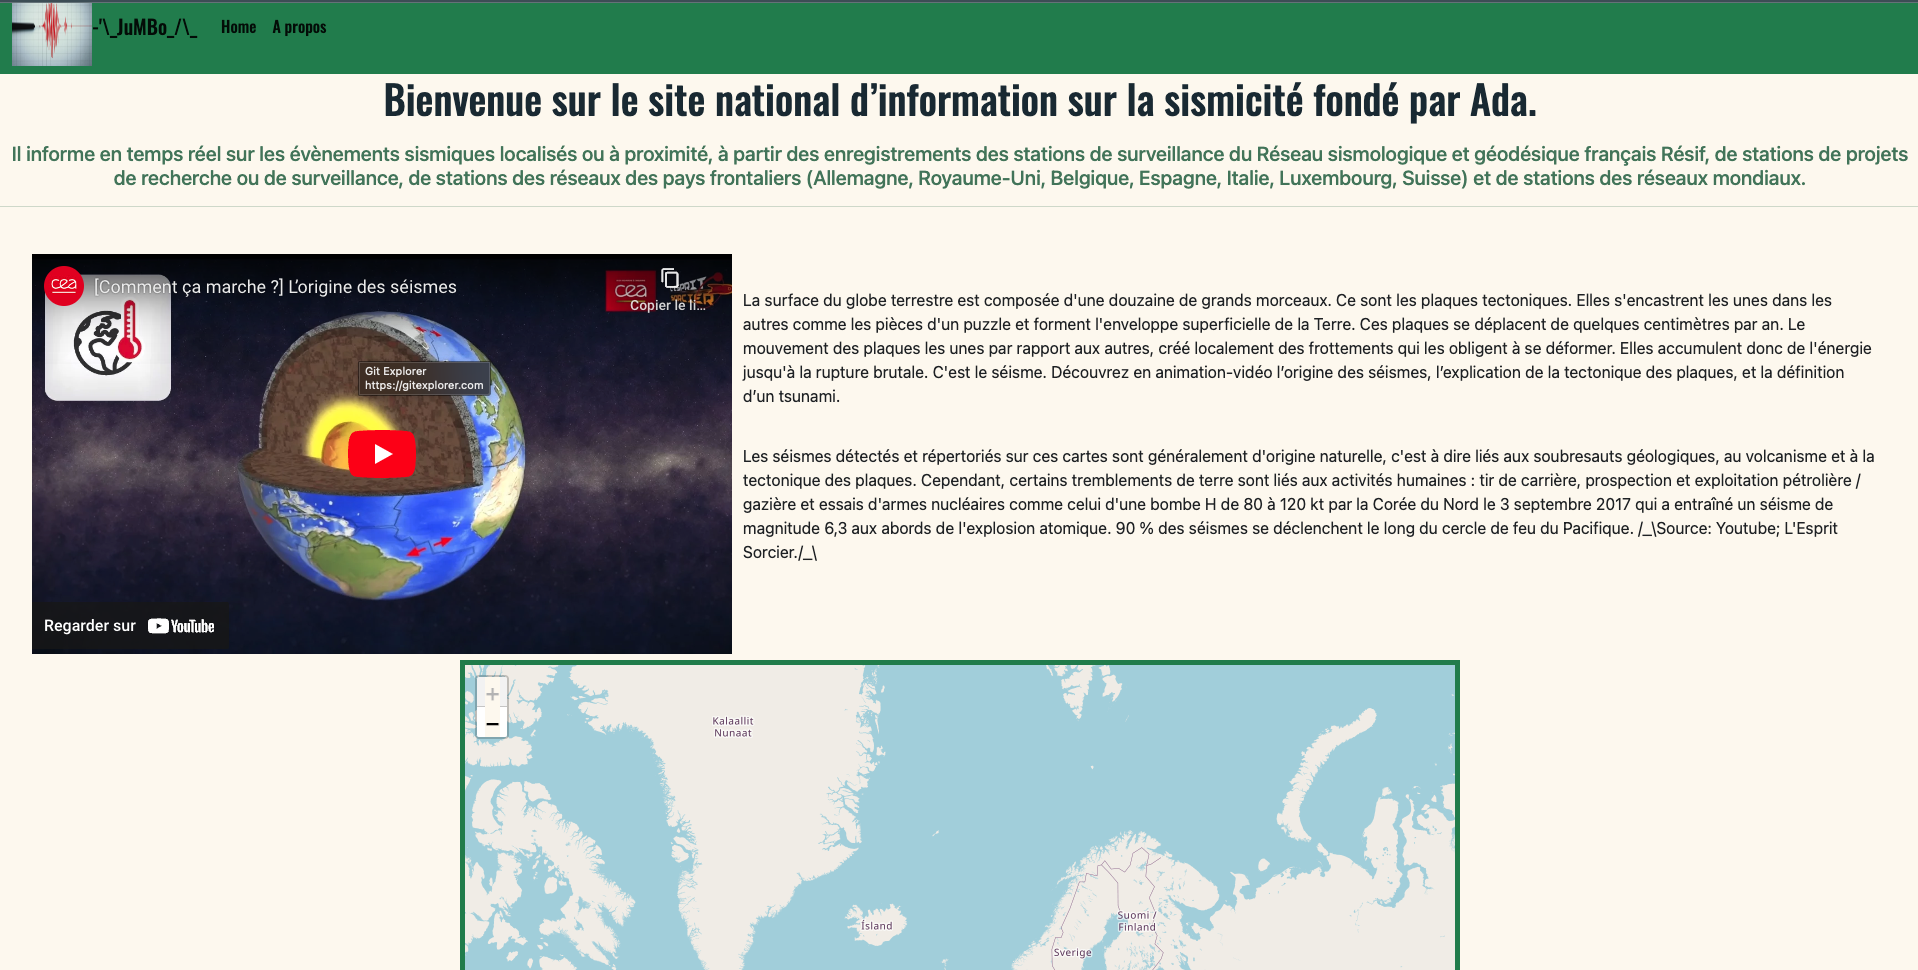 -'\_JuMBo_/\_ Home A propos
Bienvenue sur le site national d’information sur la sismicité fondé par Ada.
Il informe en temps réel sur les évènements sismiques localisés ou à proximité, à partir des enregistrements des stations de surveillance du Réseau sismologique et géodésique français Résif, de stations de projets
de recherche ou de surveillance, de stations des réseaux des pays frontaliers (Allemagne, Royaume-Uni, Belgique, Espagne, Italie, Luxembourg, Suisse) et de stations des réseaux mondiaux.
cea [Comment ça marche ?] L'origine des séismes
cea ESPRIT SORCIER
Copier le li...
Git Explorer
https://gitexplorer.com
Regarder sur YouTube
La surface du globe terrestre est composée d'une douzaine de grands morceaux. Ce sont les plaques tectoniques. Elles s'encastrent les unes dans les
autres comme les pièces d'un puzzle et forment l'enveloppe superficielle de la Terre. Ces plaques se déplacent de quelques centimètres par an. Le
mouvement des plaques les unes par rapport aux autres, créé localement des frottements qui les obligent à se déformer. Elles accumulent donc de l'énergie
jusqu'à la rupture brutale. C'est le séisme. Découvrez en animation-vidéo l’origine des séismes, l’explication de la tectonique des plaques, et la définition
d’un tsunami.
Les séismes détectés et répertoriés sur ces cartes sont généralement d'origine naturelle, c'est à dire liés aux soubresauts géologiques, au volcanisme et à la
tectonique des plaques. Cependant, certains tremblements de terre sont liés aux activités humaines : tir de carrière, prospection et exploitation pétrolière /
gazière et essais d'armes nucléaires comme celui d'une bombe H de 80 à 120 kt par la Corée du Nord le 3 septembre 2017 qui a entraîné un séisme de
magnitude 6,3 aux abords de l'explosion atomique. 90 % des séismes se déclenchent le long du cercle de feu du Pacifique. /_\Source: Youtube; L'Esprit
Sorcier./_\
+
−
Kalaallit
Nunaat
Ísland
Suomi /
Finland
Sverige